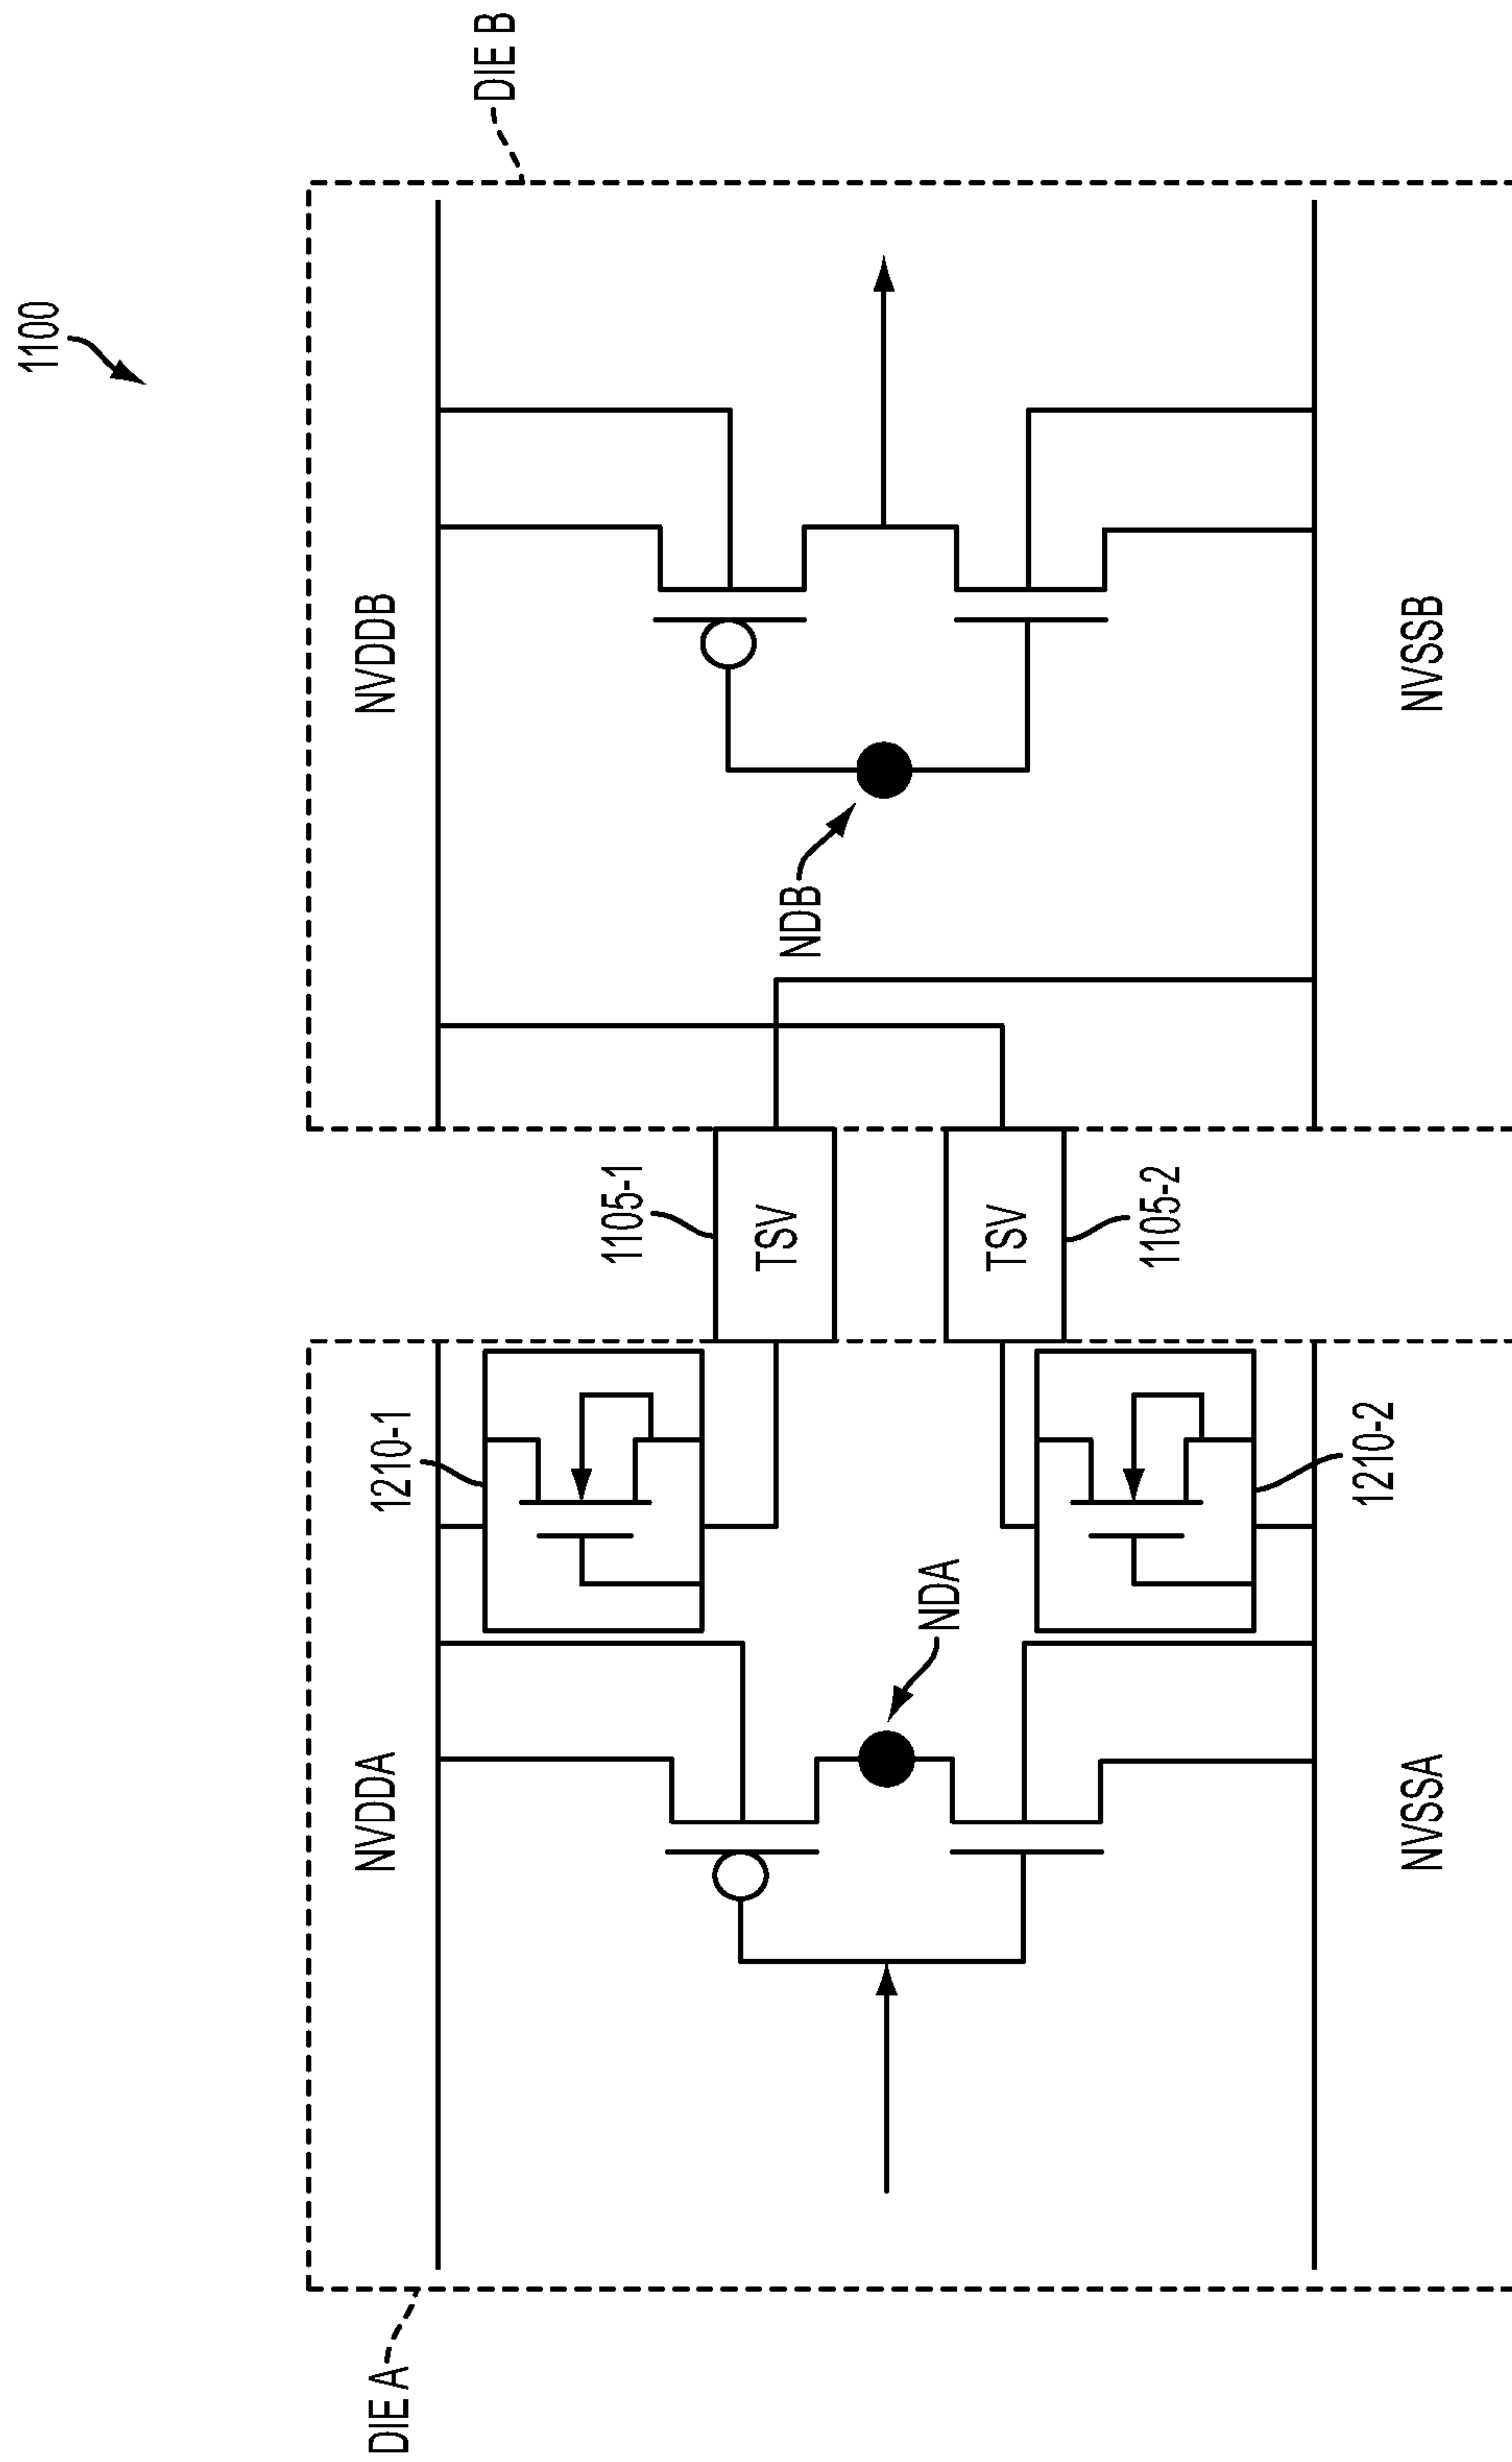 1100
DIE A
DIE B
NVDDA
1210-1
NVDDB
1105-1
TSV
NDB
NDA
TSV
1105-2
1210-2
NVSSA
NVSSB